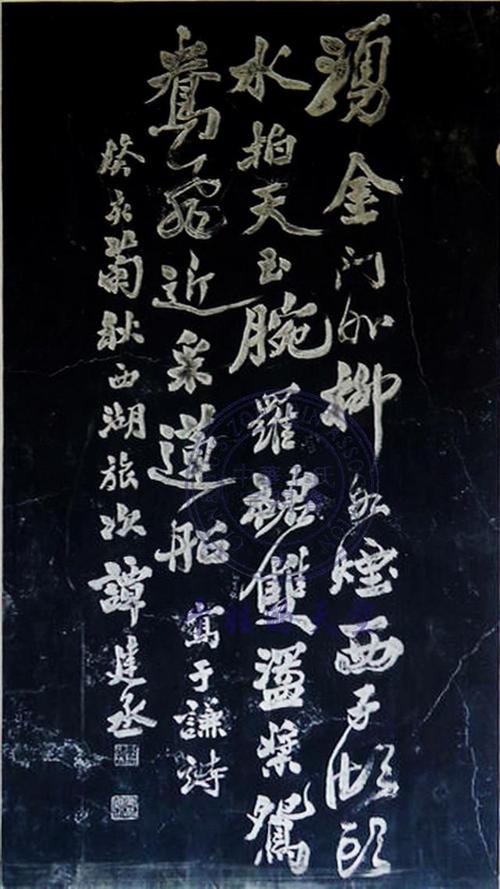 湧金門外柳如煙西子湖頭
水拍天玉腕羅裙雙盪槳鴛
鴦飛近采蓮船 寫于謙詩
癸亥菊秋西湖旅次譚建丞